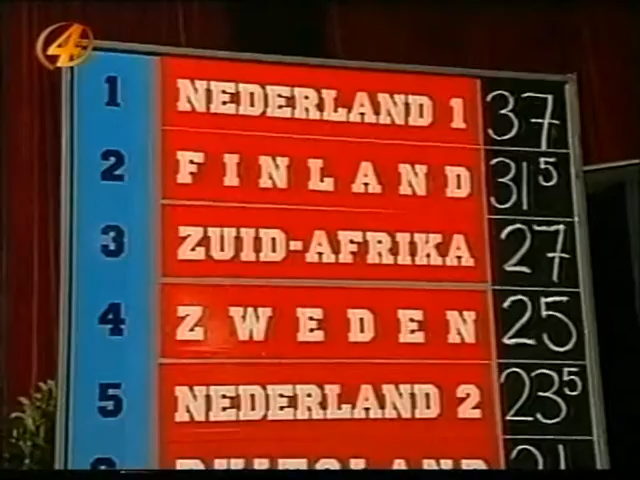 4
1 NEDERLAND 1 37
2 FINLAND 31⁵
3 ZUID-AFRIKA 27
4 ZWEDEN 25
5 NEDERLAND 2 23⁵